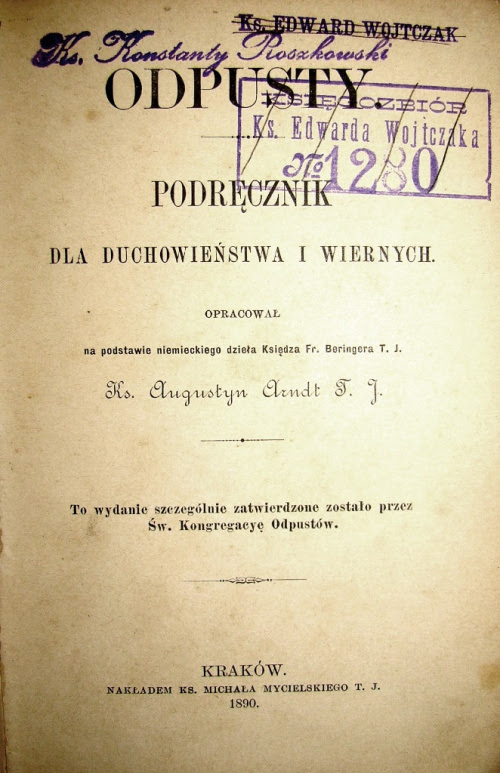 Ks. EDWARD WOJTCZAK
Ks. Konstanty Roszkowski
ODPUSTY.
KSIĘGOZBIÓR
Ks. Edwarda Wojtczaka
№ 1280
PODRĘCZNIK
DLA DUCHOWIEŃSTWA I WIERNYCH.
OPRACOWAŁ
na podstawie niemieckiego dzieła Księdza Fr. Beringera T. J.
Ks. Augustyn Arndt T. J.
To wydanie szczególnie zatwierdzone zostało przez
Św. Kongregacyę Odpustów.
KRAKÓW.
NAKŁADEM KS. MICHAŁA MYCIELSKIEGO T. J.
1890.